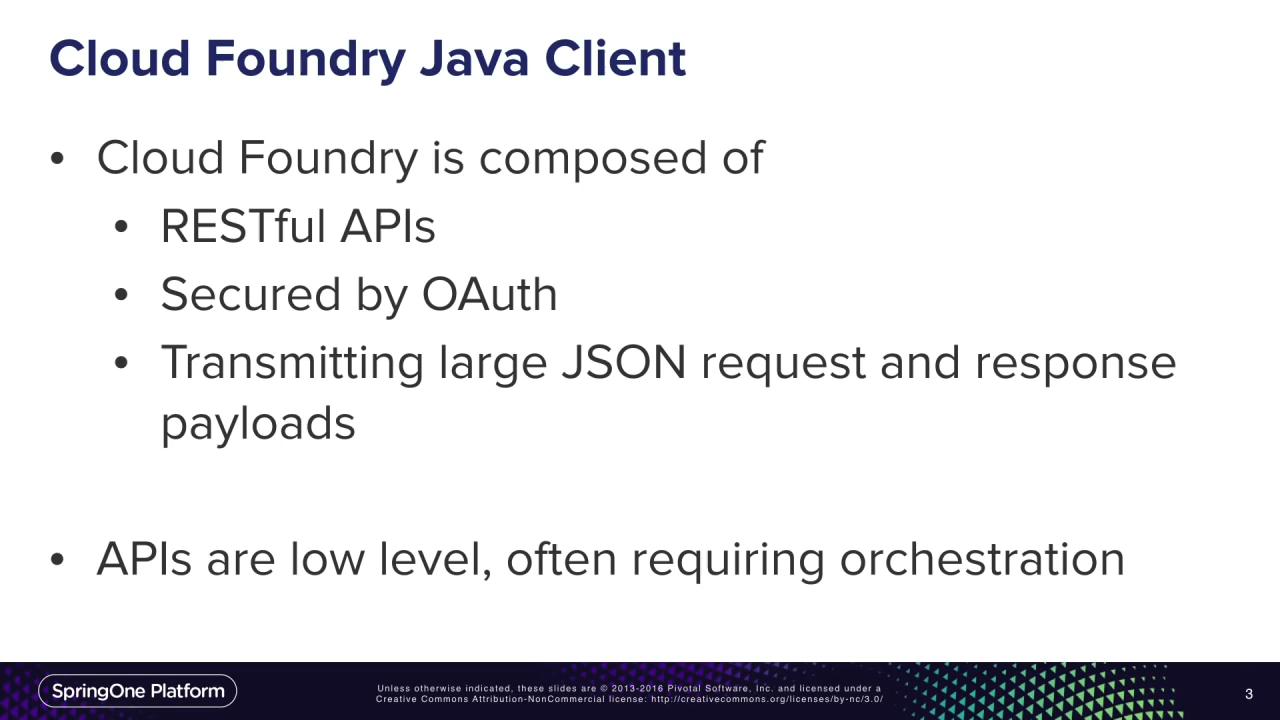 Cloud Foundry Java Client
• Cloud Foundry is composed of
• RESTful APIs
• Secured by OAuth
• Transmitting large JSON request and response
payloads
• APIs are low level, often requiring orchestration
SpringOne Platform
Unless otherwise indicated, these slides are © 2013-2016 Pivotal Software, Inc. and licensed under a
Creative Commons Attribution-NonCommercial license: http://creativecommons.org/licenses/by-nc/3.0/
3